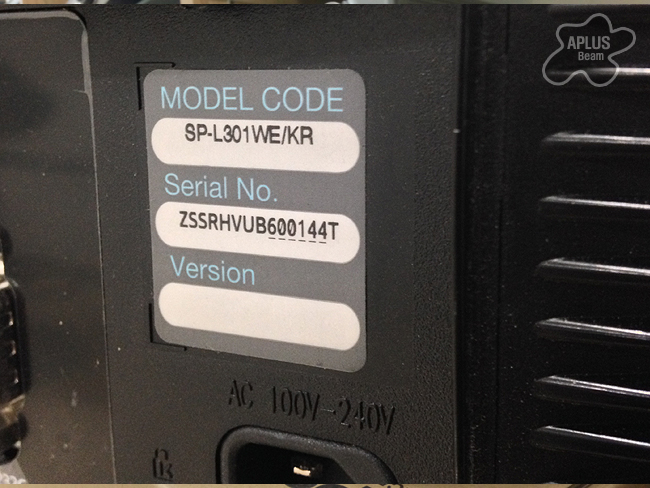 APLUS
Beam
MODEL CODE
SP-L301WE/KR
Serial No.
ZSSRHVUB600144T
Version
AC 100V-240V